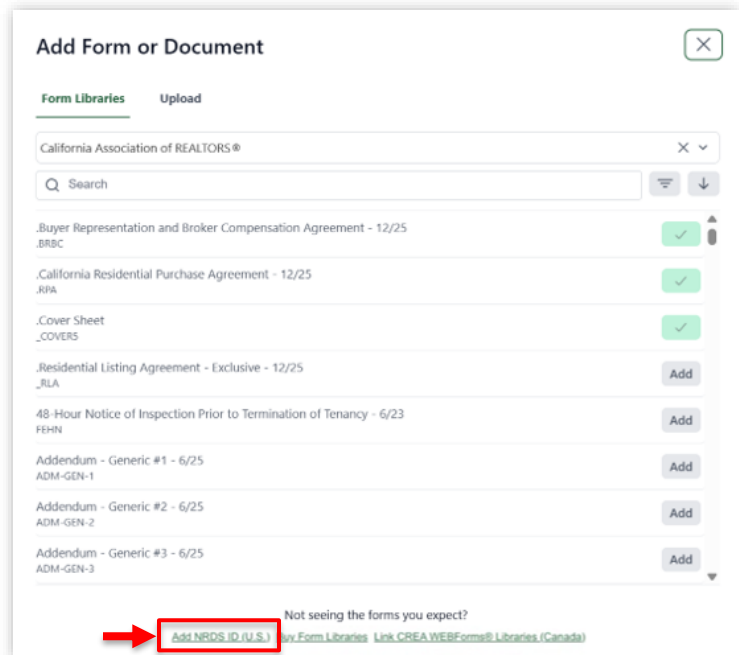 Add Form or Document
Form Libraries Upload
California Association of REALTORS®
Search
.Buyer Representation and Broker Compensation Agreement - 12/25
.BRBC
.California Residential Purchase Agreement - 12/25
.RPA
.Cover Sheet
_COVERS
.Residential Listing Agreement - Exclusive - 12/25
_RLA
Add
48-Hour Notice of Inspection Prior to Termination of Tenancy - 6/23
FEHN
Add
Addendum - Generic #1 - 6/25
ADM-GEN-1
Add
Addendum - Generic #2 - 6/25
ADM-GEN-2
Add
Addendum - Generic #3 - 6/25
ADM-GEN-3
Add
Not seeing the forms you expect?
Add NRDS ID (U.S.) Buy Form Libraries Link CREA WEBForms® Libraries (Canada)